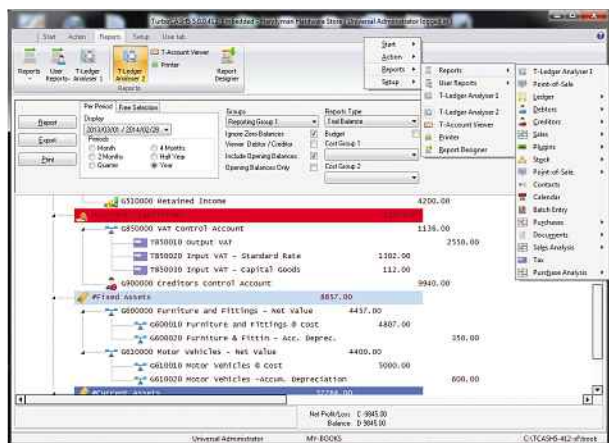 TurboCASH5 5.0.0.412 Embedded - Handyman Hardware Store (Universal Administrator logged in)
Start Action Reports Setup Use tab
Reports
User Reports
T-Ledger Analyser 1
T-Ledger Analyser 2
T-Account Viewer
Printer
Report Designer
Reports
Start
Action
Reports
Setup
Reports
User Reports
T-Ledger Analyser 1
T-Ledger Analyser 2
T-Account Viewer
Printer
Report Designer
T-Ledger Analyser 1
Point-of-Sale
Ledger
Debtors
Creditors
Sales
Plugins
Stock
Point-of-Sale
Contacts
Calendar
Batch Entry
Purchases
Documents
Sales Analysis
Tax
Purchase Analysis
Report
Export
Print
Per Period Free Selection
Display
2013/03/01 / 2014/02/28
Periods
Month
2 Months
Quarter
4 Months
Half Year
Year
Groups
Reporting Group 1
Ignore Zero Balances
Viewer Debtor / Creditor
Include Opening Balances
Opening Balances Only
Reports Type
Trial Balance
Budget
Cost Group 1
Cost Group 2
G510000 Retained Income 4200.00
G850000 VAT Control Account 1136.00
T850010 Output VAT 2550.00
T850020 Input VAT - Standard Rate 1302.00
T850030 Input VAT - Capital Goods 112.00
G900000 Creditors Control Account 9940.00
#Fixed Assets 8857.00
G600000 Furniture and Fittings - Net Value 4457.00
G600010 Furniture and Fittings @ Cost 4807.00
G600020 Furniture & Fittin - Acc. Deprec. 350.00
G610000 Motor Vehicles - Net Value 4400.00
G610010 Motor Vehicles @ Cost 5000.00
G610020 Motor Vehicles -Accum. Depreciation 600.00
#Current Assets
Net Profit/Loss: C -9845.00
Balance: D 9845.00
Universal Administrator MY-BOOKS